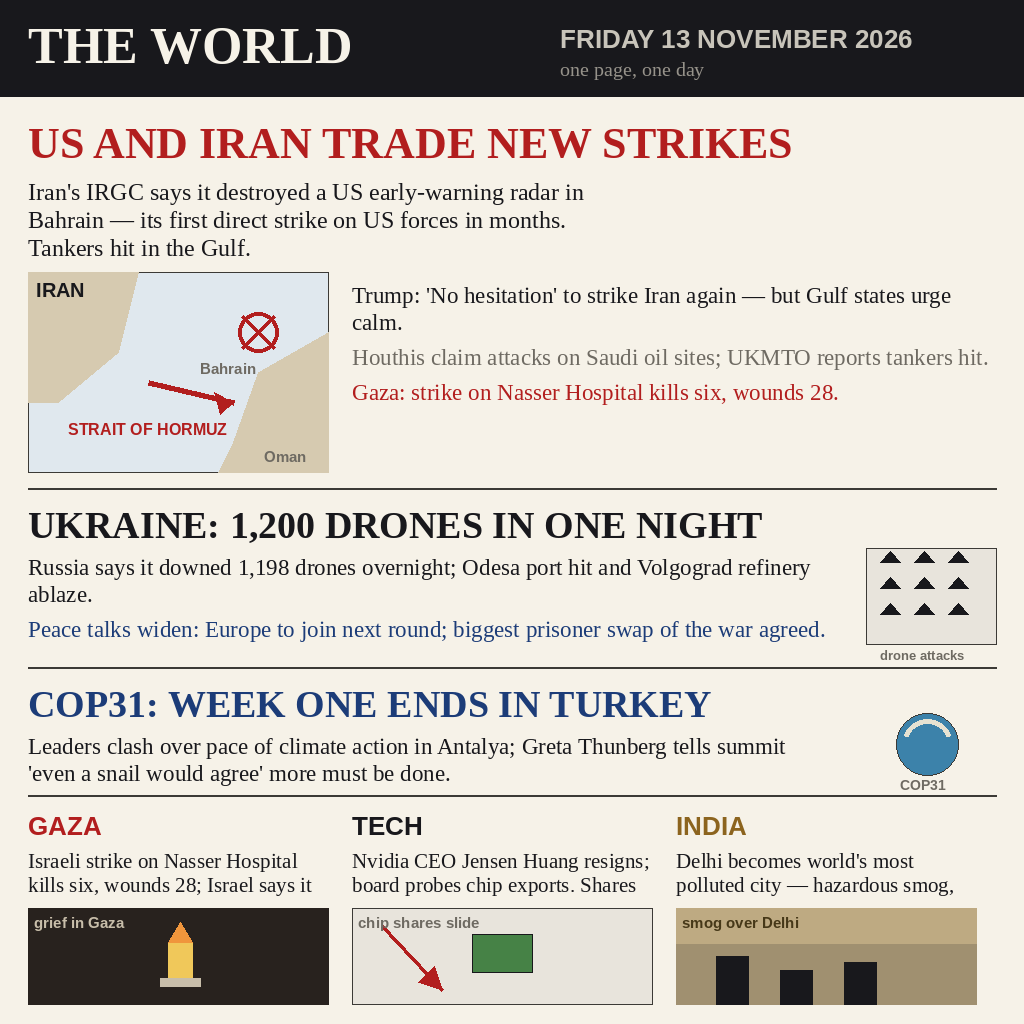 THE WORLD
FRIDAY 13 NOVEMBER 2026
one page, one day
US AND IRAN TRADE NEW STRIKES
Iran's IRGC says it destroyed a US early-warning radar in
Bahrain — its first direct strike on US forces in months.
Tankers hit in the Gulf.
IRAN
Bahrain
STRAIT OF HORMUZ
Oman
Trump: 'No hesitation' to strike Iran again — but Gulf states urge
calm.
Houthis claim attacks on Saudi oil sites; UKMTO reports tankers hit.
Gaza: strike on Nasser Hospital kills six, wounds 28.
UKRAINE: 1,200 DRONES IN ONE NIGHT
Russia says it downed 1,198 drones overnight; Odesa port hit and Volgograd refinery
ablaze.
Peace talks widen: Europe to join next round; biggest prisoner swap of the war agreed.
drone attacks
COP31: WEEK ONE ENDS IN TURKEY
Leaders clash over pace of climate action in Antalya; Greta Thunberg tells summit
'even a snail would agree' more must be done.
COP31
GAZA
Israeli strike on Nasser Hospital
kills six, wounds 28; Israel says it
grief in Gaza
TECH
Nvidia CEO Jensen Huang resigns;
board probes chip exports. Shares
chip shares slide
INDIA
Delhi becomes world's most
polluted city — hazardous smog,
smog over Delhi